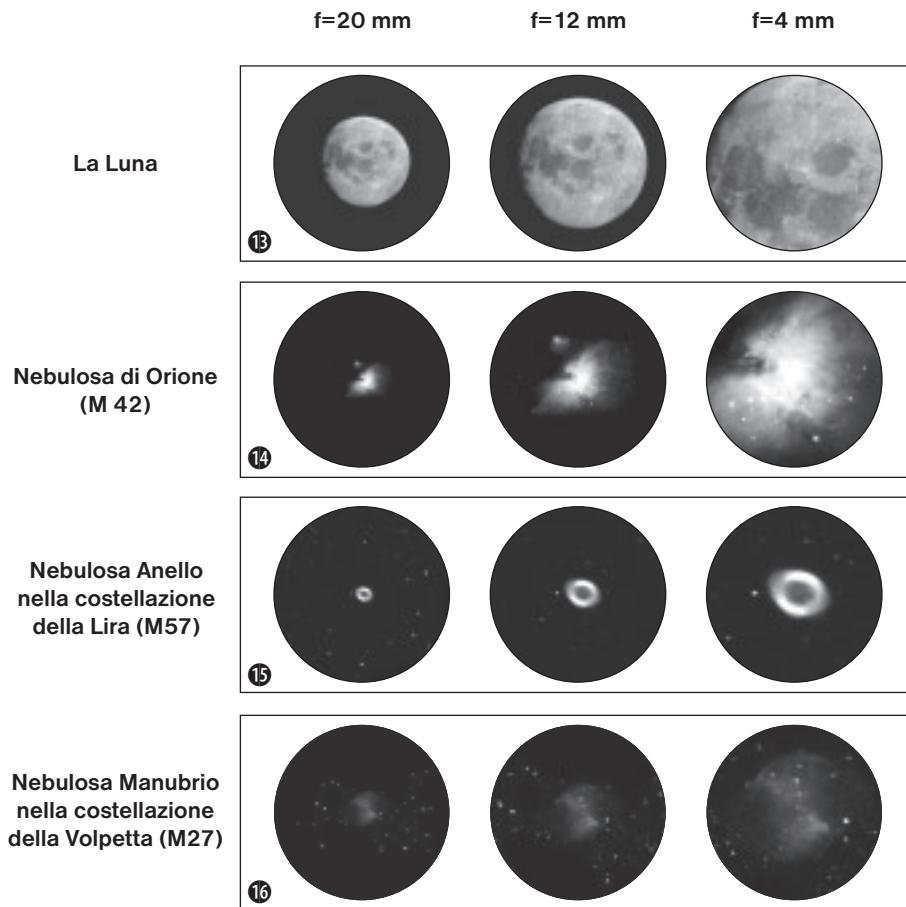 f=20 mm f=12 mm f=4 mm
La Luna
13
Nebulosa di Orione
(M 42)
14
Nebulosa Anello
nella costellazione
della Lira (M57)
15
Nebulosa Manubrio
nella costellazione
della Volpetta (M27)
16